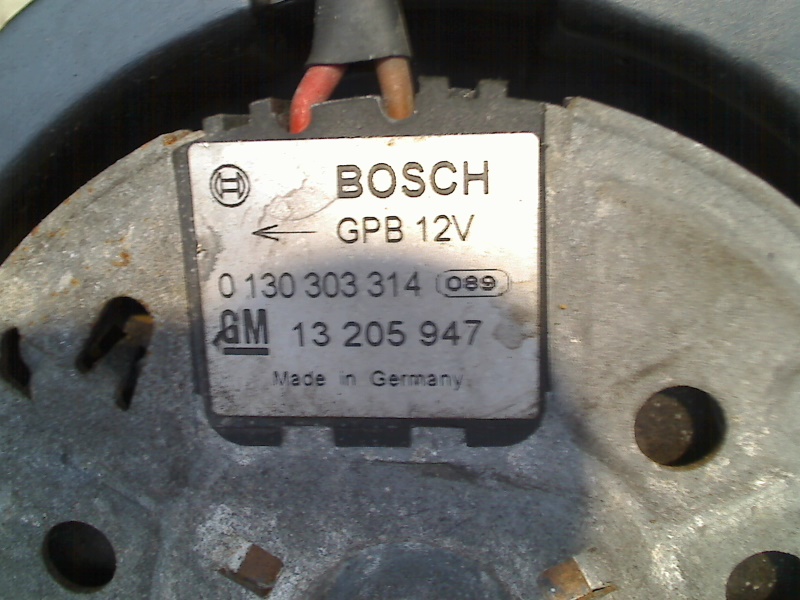 BOSCH
GPB 12V
0 130 303 314 089
GM 13 205 947
Made in Germany